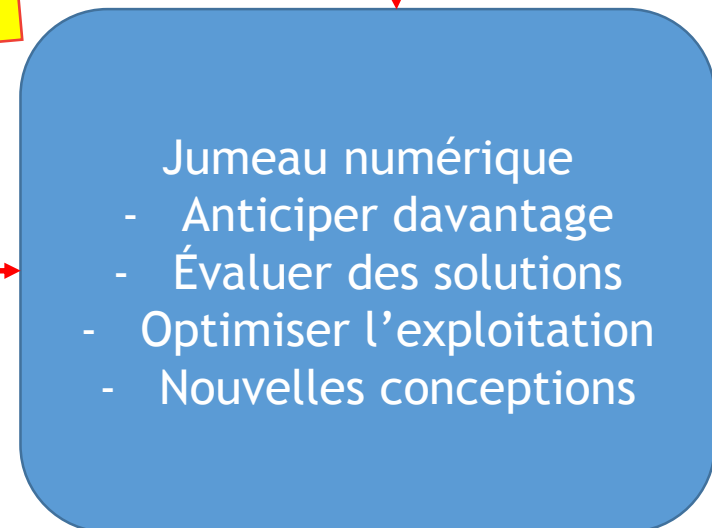 Jumeau numérique
- Anticiper davantage
- Évaluer des solutions
- Optimiser l’exploitation
- Nouvelles conceptions